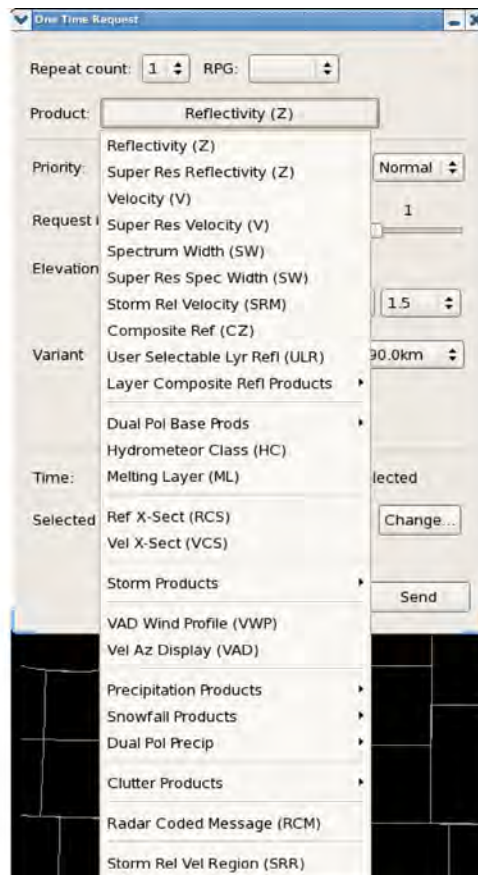 One Time Request
Repeat count: 1 RPG:
Product: Reflectivity (Z)
Reflectivity (Z)
Priority: Normal
Super Res Reflectivity (Z)
Velocity (V)
Request 1
Super Res Velocity (V)
Spectrum Width (SW)
Elevation
Super Res Spec Width (SW)
Storm Rel Velocity (SRM) 1.5
Composite Ref (CZ)
Variant User Selectable Lyr Refl (ULR) 90.0km
Layer Composite Refl Products
Dual Pol Base Prods
Hydrometeor Class (HC)
Time: Melting Layer (ML) lected
Ref X-Sect (RCS)
Selected Change...
Vel X-Sect (VCS)
Storm Products
Send
VAD Wind Profile (VWP)
Vel Az Display (VAD)
Precipitation Products
Snowfall Products
Dual Pol Precip
Clutter Products
Radar Coded Message (RCM)
Storm Rel Vel Region (SRR)